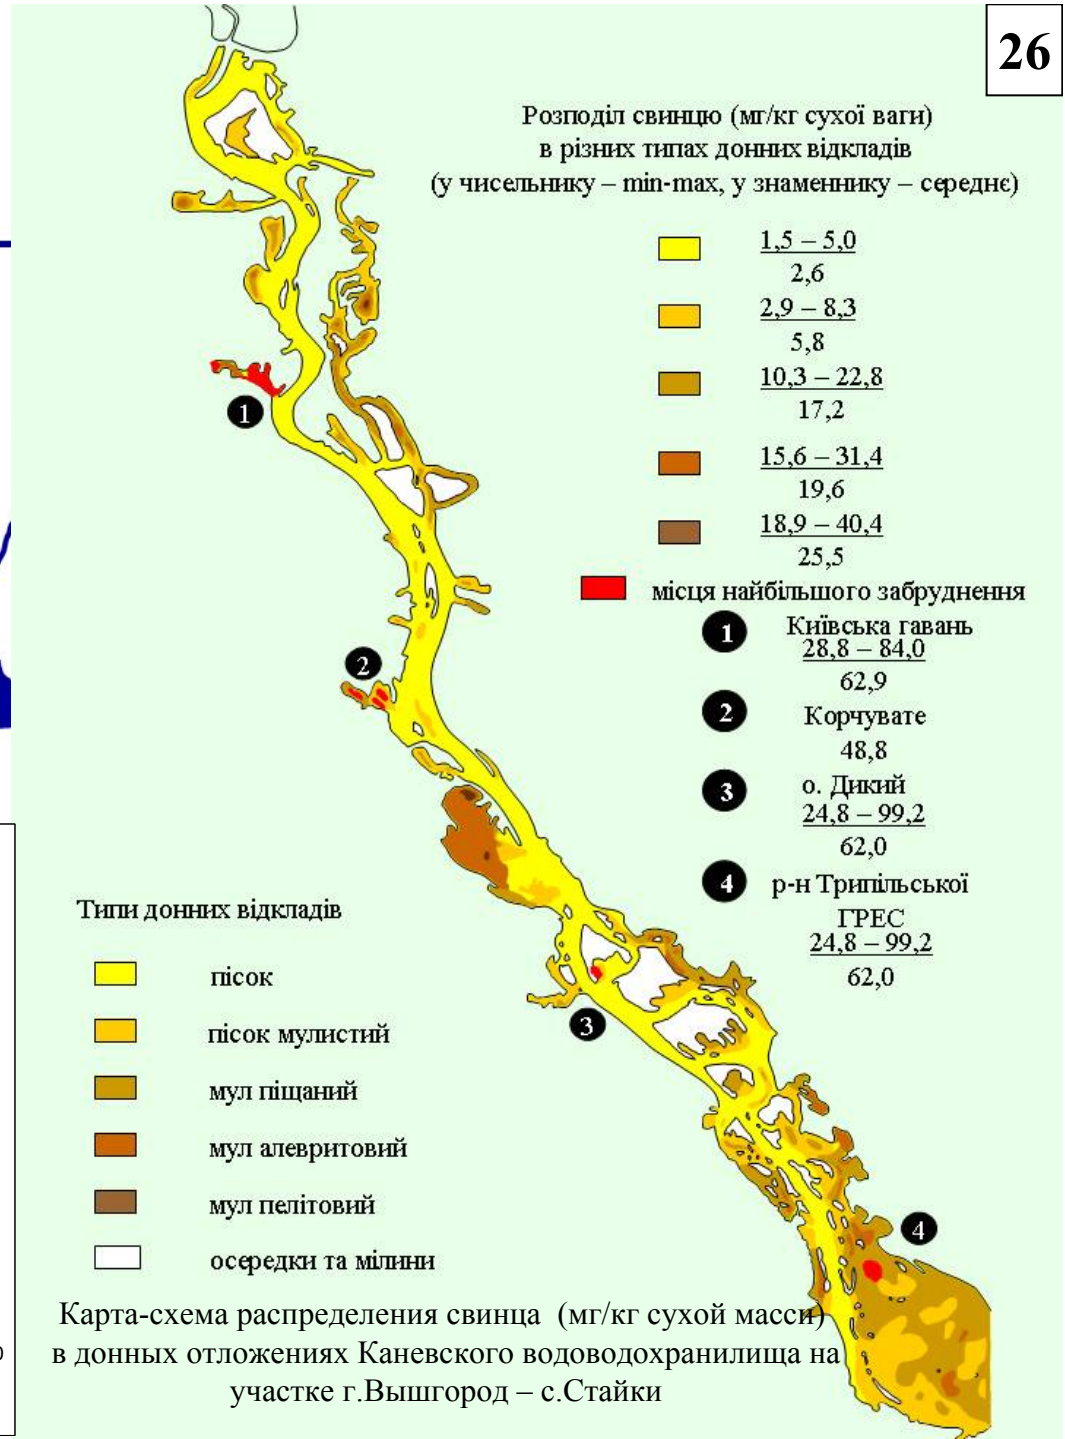 26
Розподіл свинцю (мг/кг сухої ваги)
в різних типах донних відкладів
(у чисельнику – min-max, у знаменнику – середнє)
1,5 – 5,0
2,6
2,9 – 8,3
5,8
10,3 – 22,8
17,2
15,6 – 31,4
19,6
18,9 – 40,4
25,5
місця найбільшого забруднення
1
Київська гавань
28,8 – 84,0
62,9
2
Корчувате
48,8
3
о. Дикий
24,8 – 99,2
62,0
4
р-н Трипільської
ГРЕС
24,8 – 99,2
62,0
1
2
3
4
Типи донних відкладів
пісок
пісок мулистий
мул піщаний
мул алевритовий
мул пелітовий
осередки та мілини
Карта-схема распределения свинца (мг/кг сухой масси)
в донных отложениях Каневского водоводохранилища на
участке г.Вышгород – с.Стайки